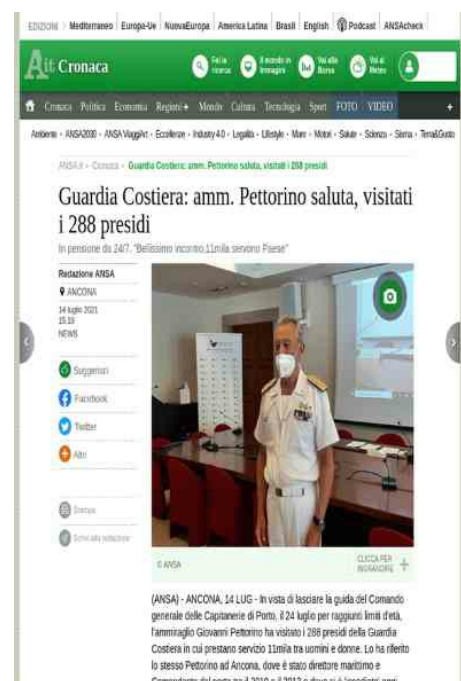 EDIZIONI Mediterraneo Europa-Ue NuovaEuropa America Latina Brasil English Podcast ANSAcheck
Ait Cronaca
Fai la ricerca
Il mondo in Immagini
Vai alla Borsa
Vai al Meteo
Cronaca Politica Economia Regioni Mondo Cultura Tecnologia Sport FOTO VIDEO +
Ambiente • ANSA2030 • ANSA ViaggiArt • Eccellenze • Industry 4.0 • Legalità • Lifestyle • Mare • Motori • Salute • Scienza • Sisma • Terra&Gusto
ANSA.it Cronaca Guardia Costiera: amm. Pettorino saluta, visitati i 288 presidi
Guardia Costiera: amm. Pettorino saluta, visitati
i 288 presidi
In pensione da 24/7. "Bellissimo incontro,11mila servono Paese"
Redazione ANSA
ANCONA
14 luglio 2021
15:19
NEWS
Suggerisci
Facebook
Twitter
Altri
Stampa
Scrivi alla redazione
© ANSA
CLICCA PER
INGRANDIRE +
(ANSA) - ANCONA, 14 LUG - In vista di lasciare la guida del Comando
generale delle Capitanerie di Porto, il 24 luglio per raggiunti limiti d'età,
l'ammiraglio Giovanni Pettorino ha visitato i 288 presidi della Guardia
Costiera in cui prestano servizio 11mila tra uomini e donne. Lo ha riferito
lo stesso Pettorino ad Ancona, dove è stato direttore marittimo e